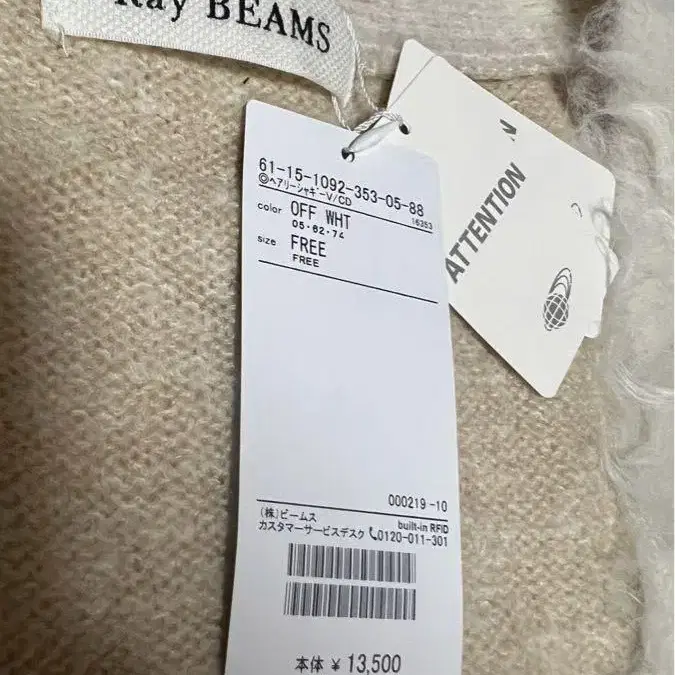 Ray BEAMS
61-15-1092-353-05-88
◎ヘアリーシャギーV/CD
16353
color OFF WHT
05・62・74
size FREE
FREE
000219-10
(株)ビームス
built-in RFID
カスタマーサービスデスク 0120-011-301
本体 ¥ 13,500
N
ATTENTION